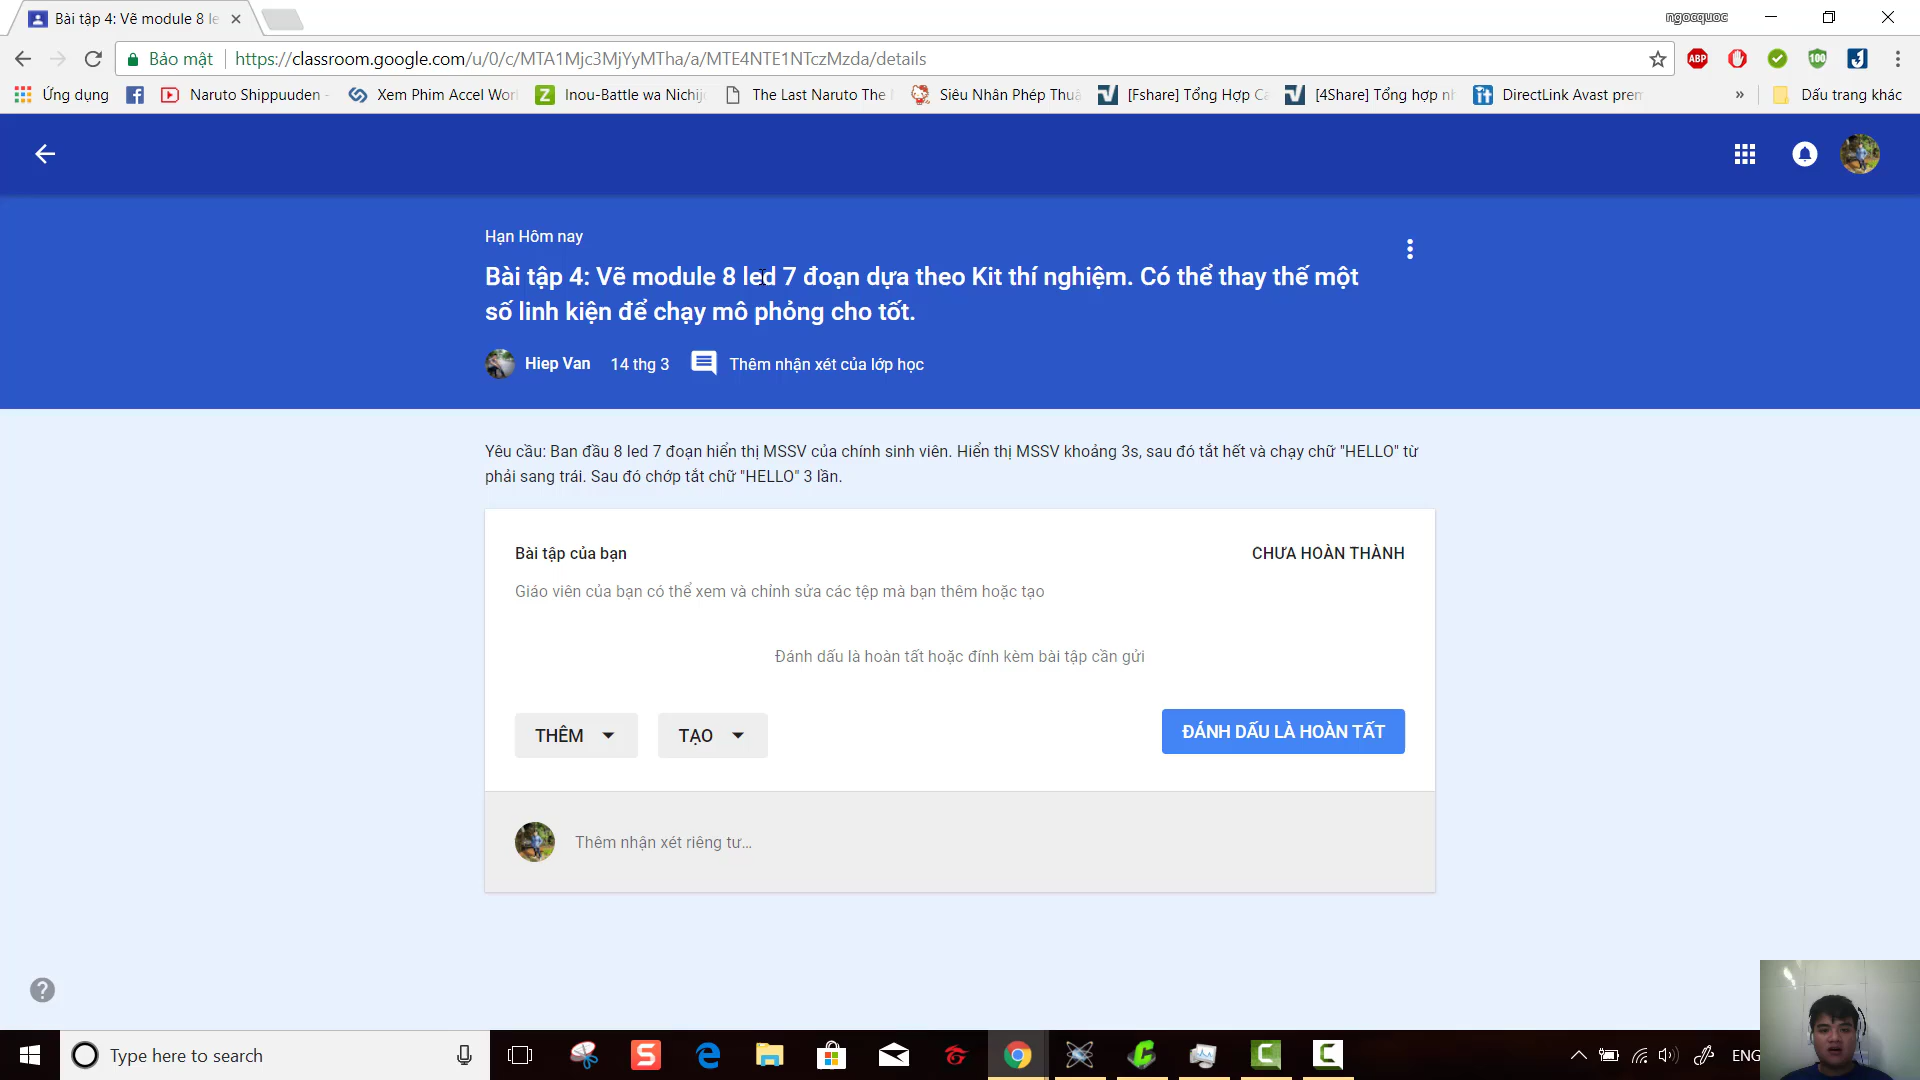 Bài tập 4: Vẽ module 8 le
ngocquoc
Bảo mật
https://classroom.google.com/u/0/c/MTA1Mjc3MjYyMTha/a/MTE4NTE1NTczMzda/details
ABP
100
Ứng dụng
Naruto Shippuuden -
Xem Phim Accel Worl
Inou-Battle wa Nichij
The Last Naruto The
Siêu Nhân Phép Thuậ
[Fshare] Tổng Hợp Cá
[4Share] Tổng hợp nh
DirectLink Avast prem
»
Dấu trang khác
Hạn Hôm nay
Bài tập 4: Vẽ module 8 led 7 đoạn dựa theo Kit thí nghiệm. Có thể thay thế một
số linh kiện để chạy mô phỏng cho tốt.
Hiep Van
14 thg 3
Thêm nhận xét của lớp học
Yêu cầu: Ban đầu 8 led 7 đoạn hiển thị MSSV của chính sinh viên. Hiển thị MSSV khoảng 3s, sau đó tắt hết và chạy chữ "HELLO" từ
phải sang trái. Sau đó chớp tắt chữ "HELLO" 3 lần.
Bài tập của bạn
CHƯA HOÀN THÀNH
Giáo viên của bạn có thể xem và chỉnh sửa các tệp mà bạn thêm hoặc tạo
Đánh dấu là hoàn tất hoặc đính kèm bài tập cần gửi
THÊM
TẠO
ĐÁNH DẤU LÀ HOÀN TẤT
Thêm nhận xét riêng tư...
Type here to search
ENG